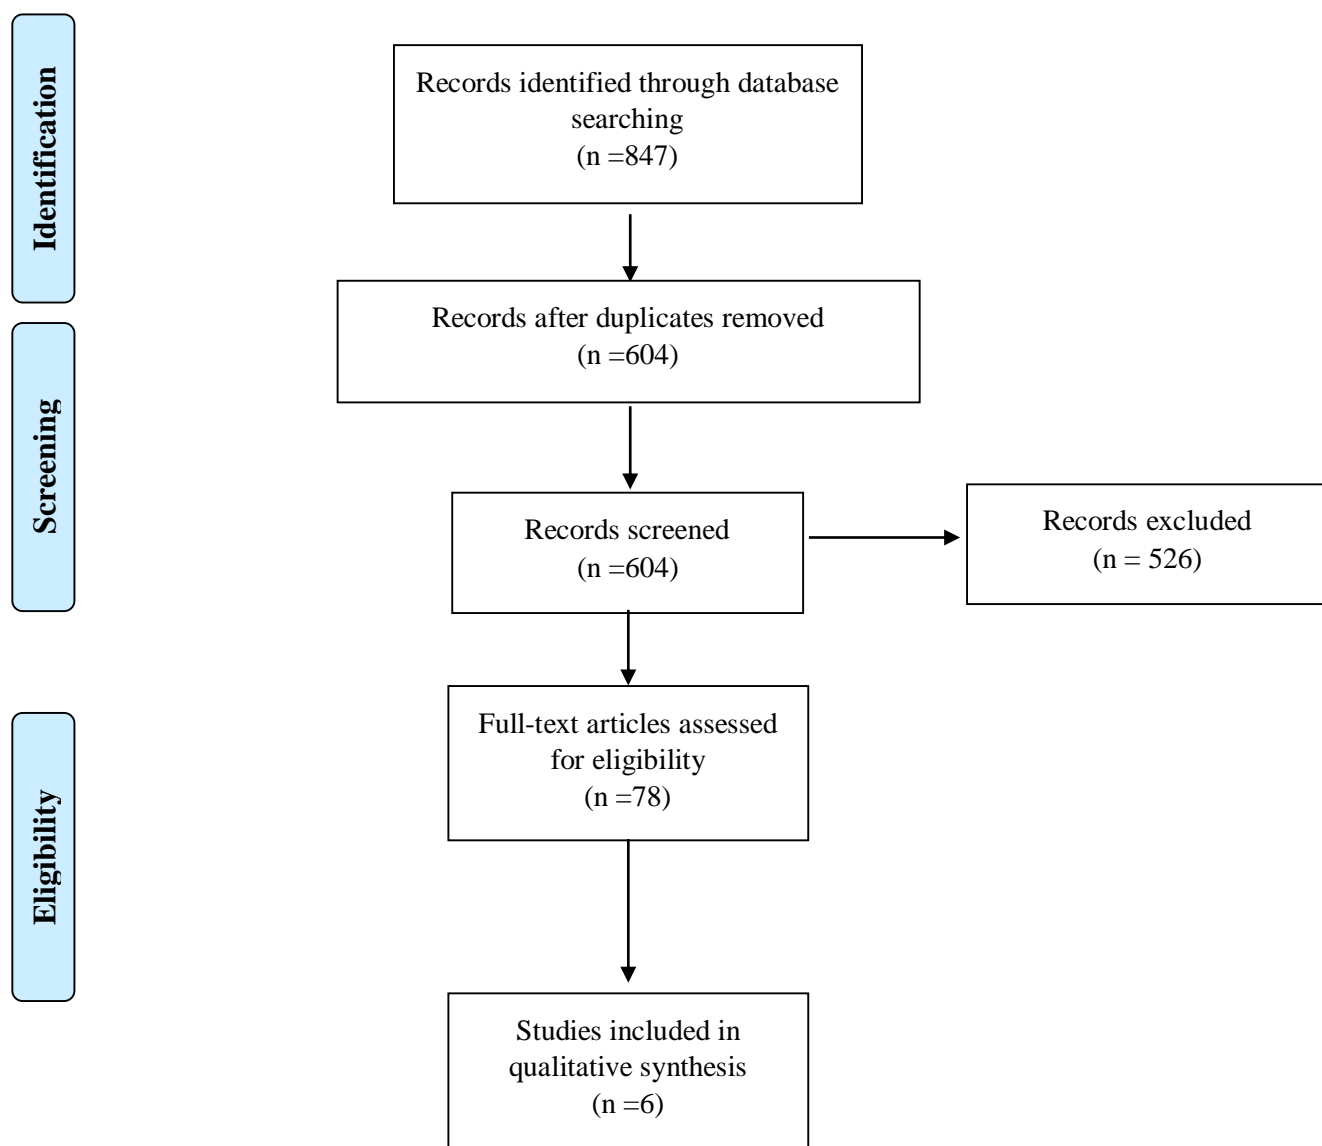 Identification
Records identified through database
searching
(n =847)
Records after duplicates removed
(n =604)
Screening
Records screened
(n =604)
Records excluded
(n = 526)
Full-text articles assessed
for eligibility
(n =78)
Eligibility
Studies included in
qualitative synthesis
(n =6)